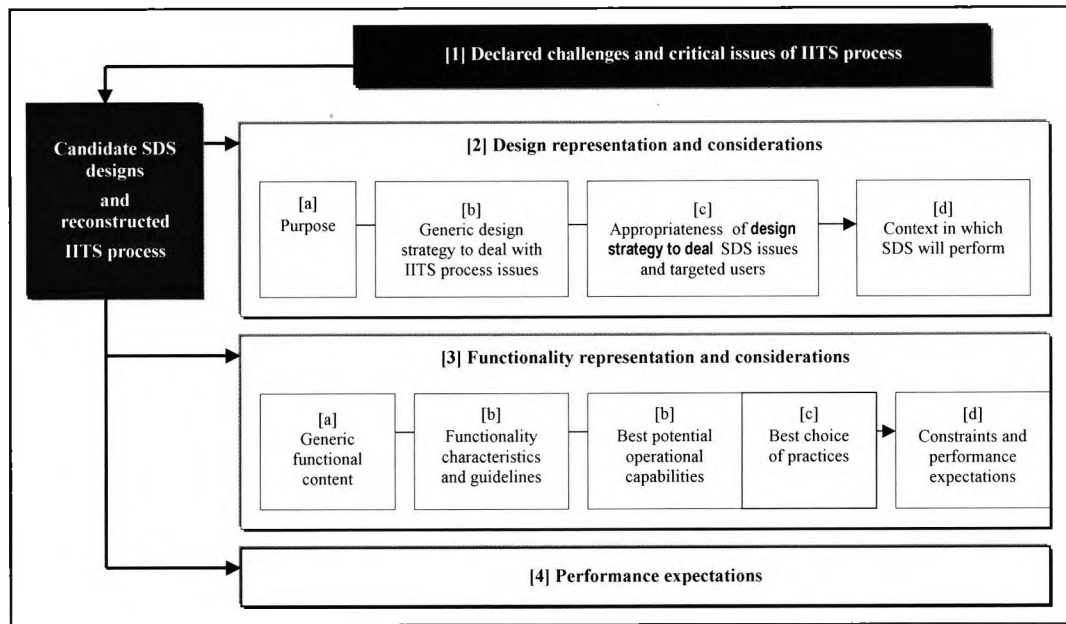 [1] Declared challenges and critical issues of IITS process
Candidate SDS
designs
and
reconstructed
IITS process
[2] Design representation and considerations
[a]
Purpose
[b]
Generic design
strategy to deal with
IITS process issues
[c]
Appropriateness of design
strategy to deal SDS issues
and targeted users
[d]
Context in which
SDS will perform
[3] Functionality representation and considerations
[a]
Generic
functional
content
[b]
Functionality
characteristics
and guidelines
[b]
Best potential
operational
capabilities
[c]
Best choice
of practices
[d]
Constraints and
performance
expectations
[4] Performance expectations